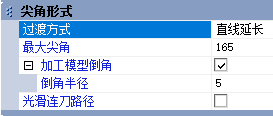 尖角形式
过渡方式 直线延长
最大尖角 165
加工模型倒角
倒角半径 5
光滑连刀路径